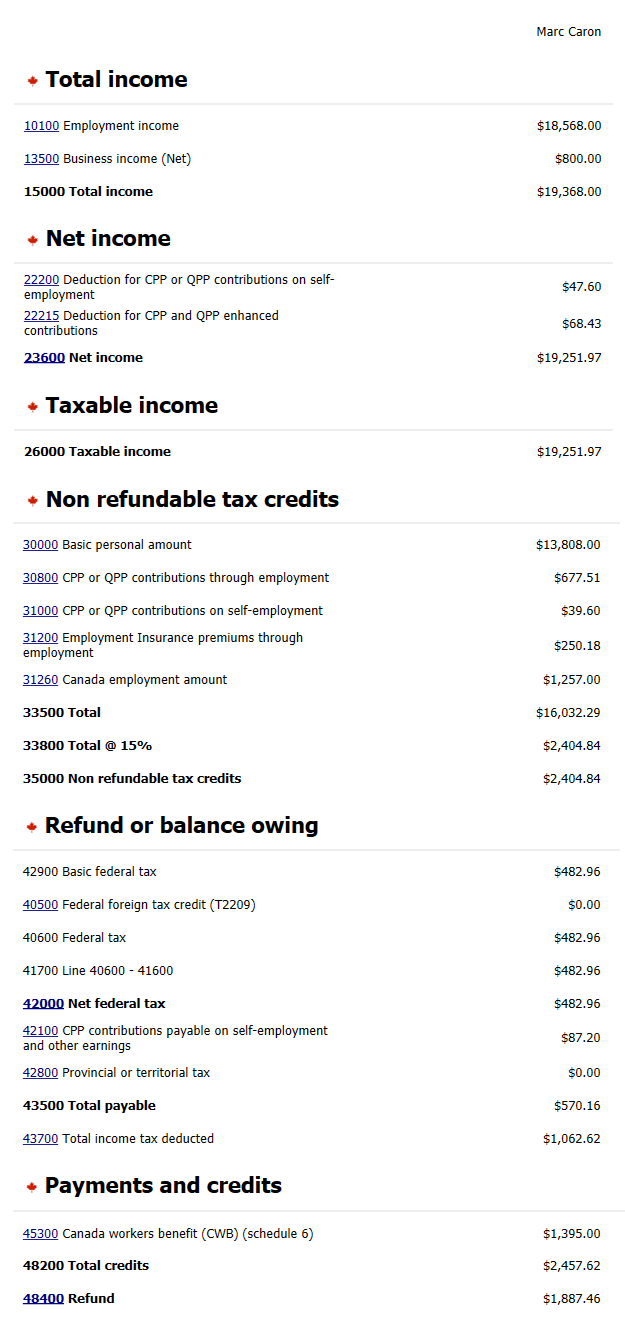 Marc Caron
Total income
10100 Employment income $18,568.00
13500 Business income (Net) $800.00
15000 Total income $19,368.00
Net income
22200 Deduction for CPP or QPP contributions on self-
employment $47.60
22215 Deduction for CPP and QPP enhanced
contributions $68.43
23600 Net income $19,251.97
Taxable income
26000 Taxable income $19,251.97
Non refundable tax credits
30000 Basic personal amount $13,808.00
30800 CPP or QPP contributions through employment $677.51
31000 CPP or QPP contributions on self-employment $39.60
31200 Employment Insurance premiums through
employment $250.18
31260 Canada employment amount $1,257.00
33500 Total $16,032.29
33800 Total @ 15% $2,404.84
35000 Non refundable tax credits $2,404.84
Refund or balance owing
42900 Basic federal tax $482.96
40500 Federal foreign tax credit (T2209) $0.00
40600 Federal tax $482.96
41700 Line 40600 - 41600 $482.96
42000 Net federal tax $482.96
42100 CPP contributions payable on self-employment
and other earnings $87.20
42800 Provincial or territorial tax $0.00
43500 Total payable $570.16
43700 Total income tax deducted $1,062.62
Payments and credits
45300 Canada workers benefit (CWB) (schedule 6) $1,395.00
48200 Total credits $2,457.62
48400 Refund $1,887.46